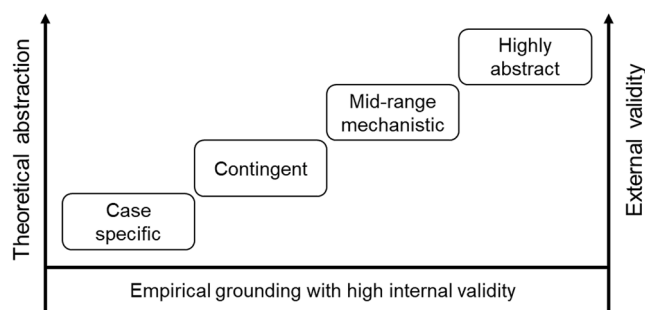 Theoretical abstraction
Highly
abstract
Mid-range
mechanistic
Contingent
Case
specific
External validity
Empirical grounding with high internal validity